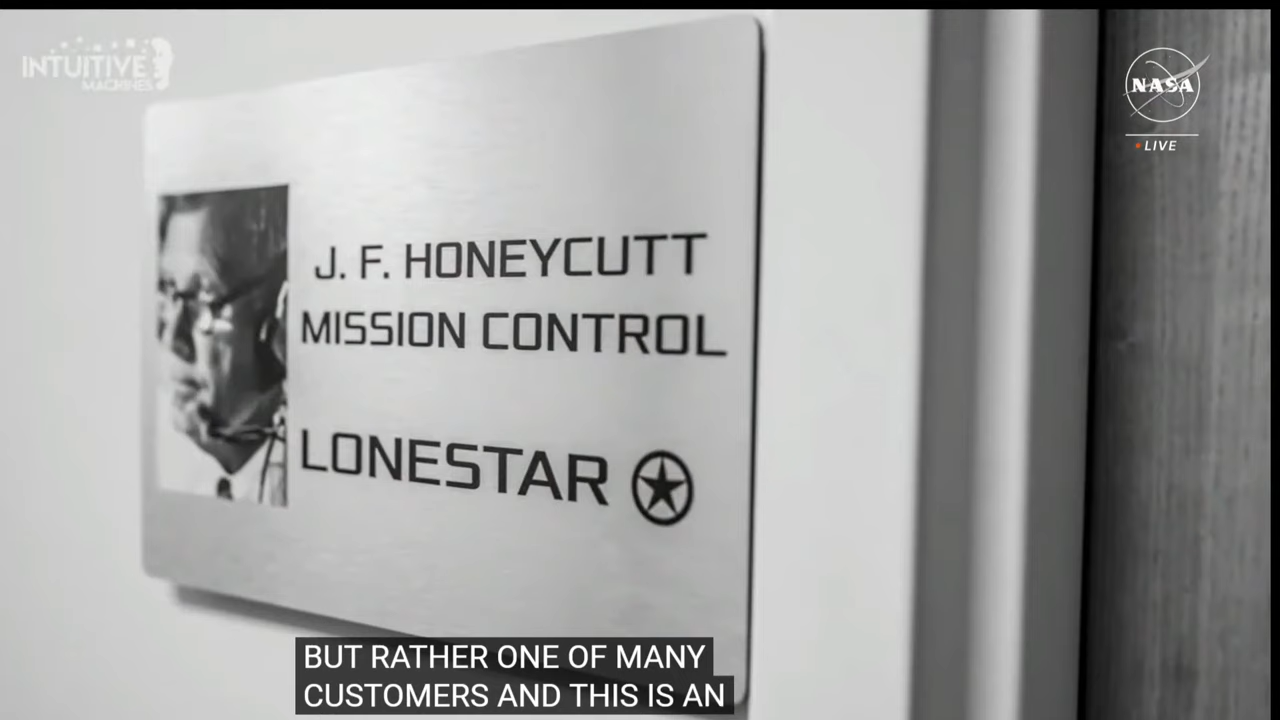 INTUITIVE
MACHINES
NASA
LIVE
J. F. HONEYCUTT
MISSION CONTROL
LONESTAR
BUT RATHER ONE OF MANY
CUSTOMERS AND THIS IS AN